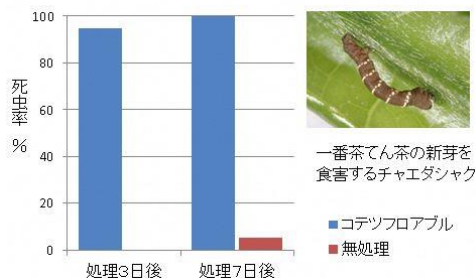 100
80
60
40
20
0
死虫率 %
処理3日後
処理7日後
一番茶てん茶の新芽を
食害するチャエダシャク
コテツフロアブル
無処理